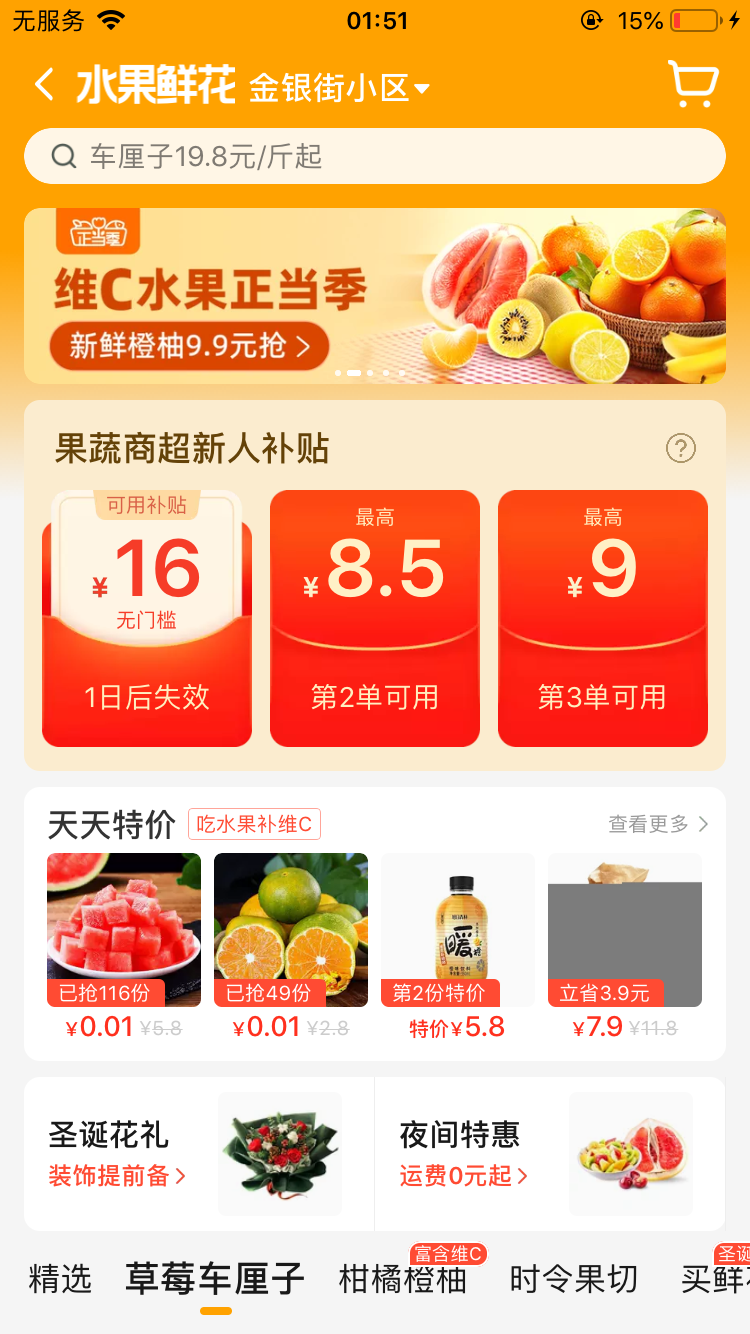 无服务
01:51
15%
水果鲜花 金银街小区
车厘子19.8元/斤起
正当季
维C水果正当季
新鲜橙柚9.9元抢
果蔬商超新人补贴
?
可用补贴
¥16
无门槛
1日后失效
最高
¥8.5
第2单可用
最高
¥9
第3单可用
天天特价
吃水果补维C
查看更多
已抢116份
¥0.01 ¥5.8
已抢49份
¥0.01 ¥2.8
暖
第2份特价
特价¥5.8
立省3.9元
¥7.9 ¥11.8
圣诞花礼
装饰提前备
夜间特惠
运费0元起
富含维C
圣诞
精选 草莓车厘子 柑橘橙柚 时令果切 买鲜